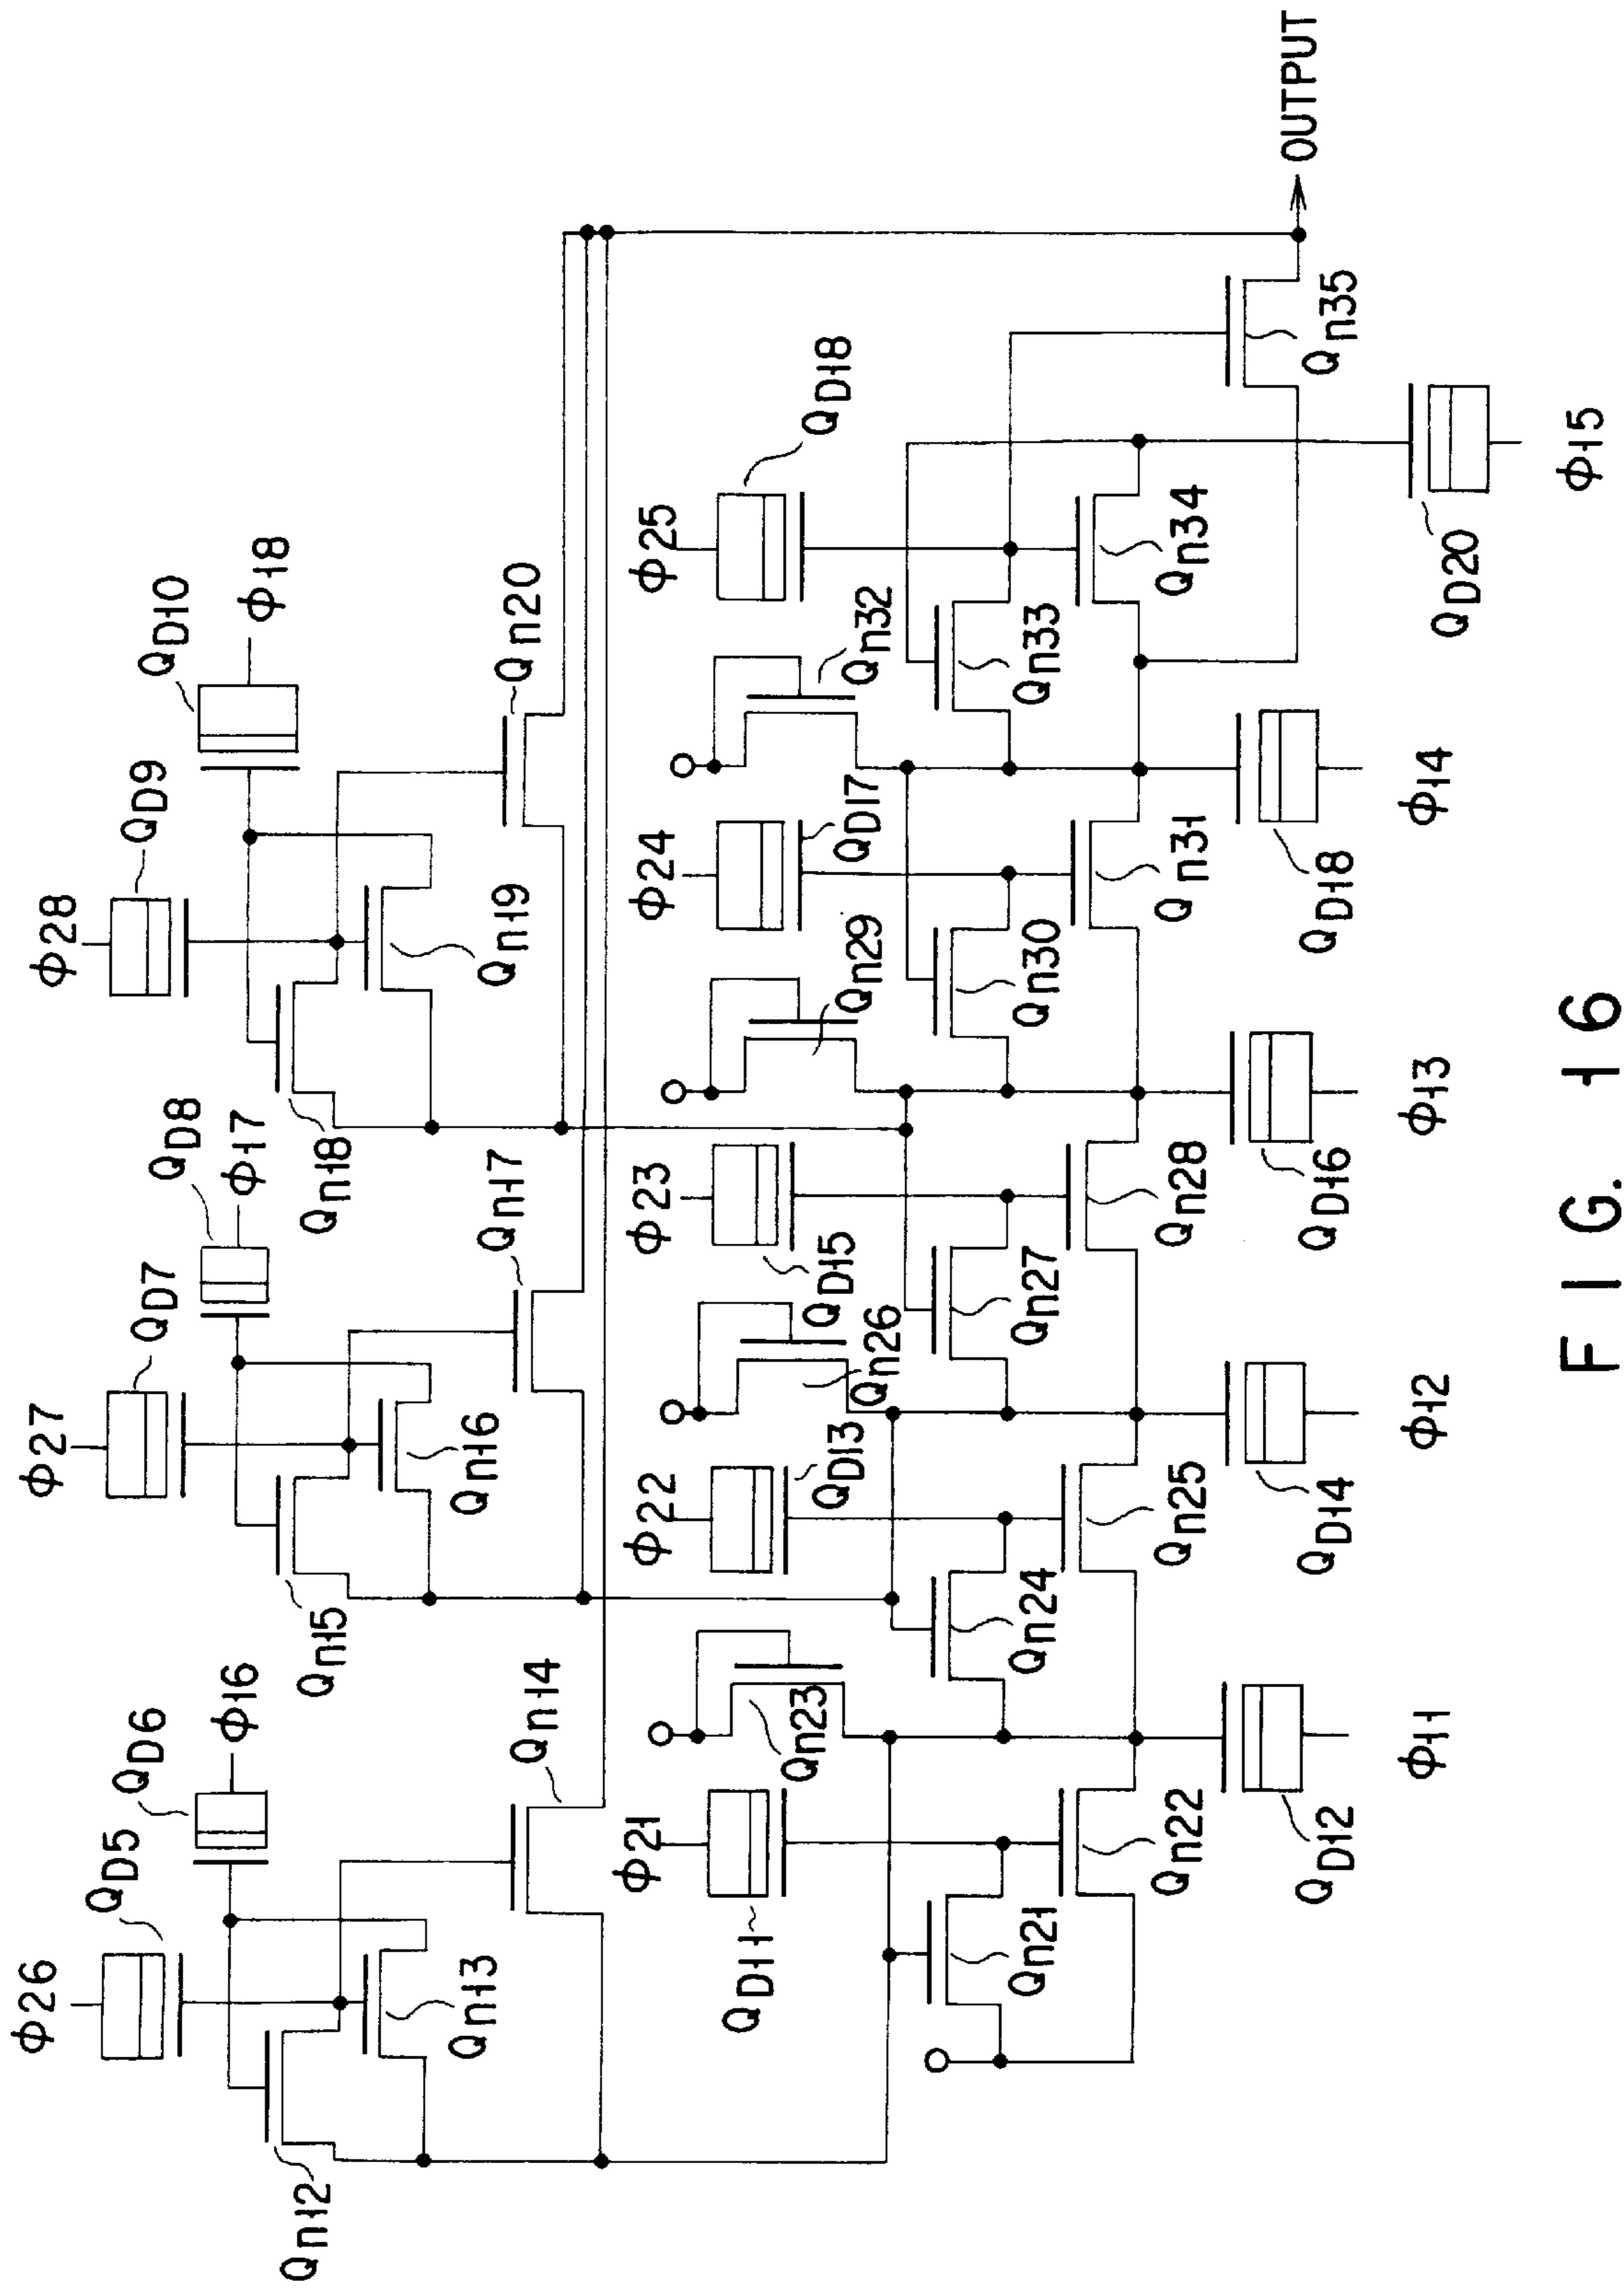 Φ26
QD5
QD6
Φ16
Qn12
Qn13
Qn14
Φ27
QD7
QD8
Φ17
Qn15
Qn16
Qn17
Φ28
QD9
QD10
Φ18
Qn18
Qn19
Qn20
Φ21
QD11
Qn21
Qn22
Qn23
QD12
Φ11
Φ22
QD13
Qn24
Qn25
Qn26
QD14
Φ12
Φ23
QD15
Qn27
Qn28
Qn29
QD16
Φ13
Φ24
QD17
Qn30
Qn31
Qn32
QD18
Φ14
Φ25
QD18
Qn33
Qn34
Qn35
QD20
Φ15
OUTPUT
FIG. 16